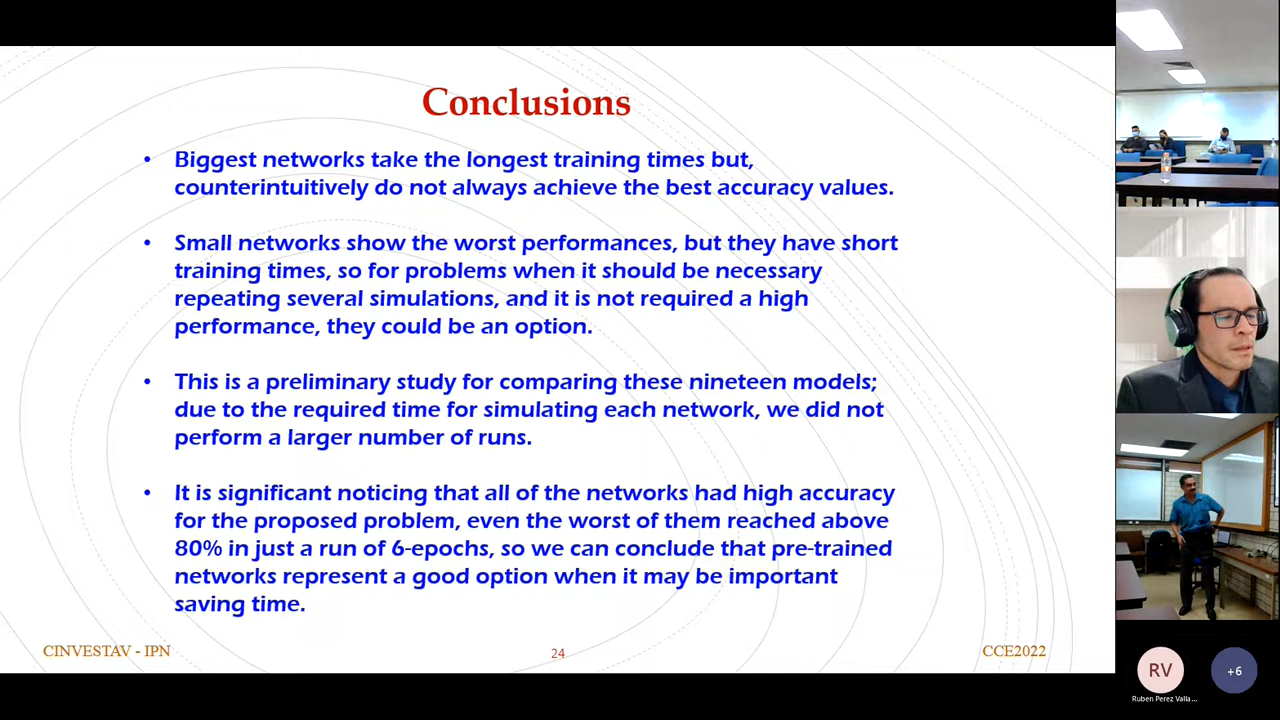 Conclusions
• Biggest networks take the longest training times but,
counterintuitively do not always achieve the best accuracy values.
• Small networks show the worst performances, but they have short
training times, so for problems when it should be necessary
repeating several simulations, and it is not required a high
performance, they could be an option.
• This is a preliminary study for comparing these nineteen models;
due to the required time for simulating each network, we did not
perform a larger number of runs.
• It is significant noticing that all of the networks had high accuracy
for the proposed problem, even the worst of them reached above
80% in just a run of 6-epochs, so we can conclude that pre-trained
networks represent a good option when it may be important
saving time.
CINVESTAV - IPN
24
CCE2022
RV
+6
Ruben Perez Valla...